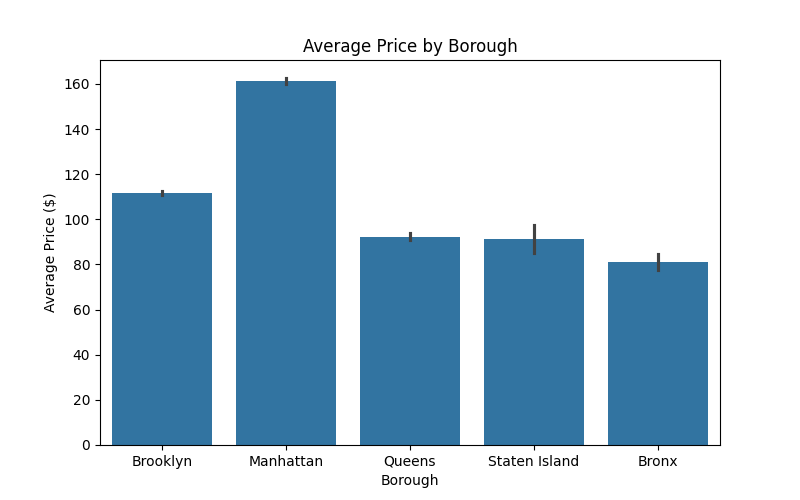 Average Price by Borough
Average Price ($)
160
140
120
100
80
60
40
20
0
Brooklyn Manhattan Queens Staten Island Bronx
Borough